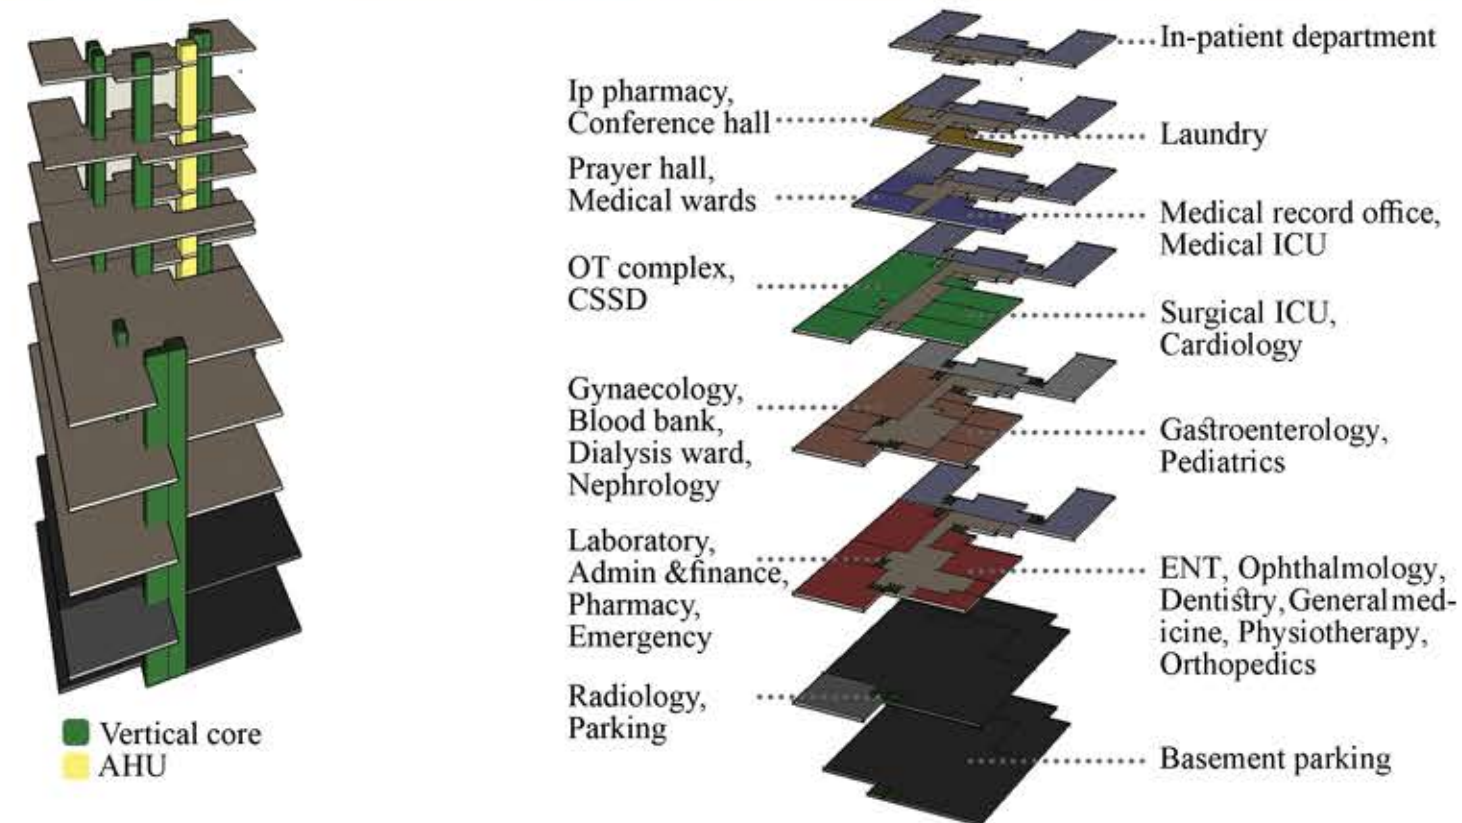 In-patient department
Ip pharmacy,
Conference hall
Laundry
Prayer hall,
Medical wards
Medical record office,
Medical ICU
OT complex,
CSSD
Surgical ICU,
Cardiology
Gynaecology,
Blood bank,
Dialysis ward,
Nephrology
Gastroenterology,
Pediatrics
Laboratory,
Admin &finance,
Pharmacy,
Emergency
ENT, Ophthalmology,
Dentistry, General med-
icine, Physiotherapy,
Orthopedics
Radiology,
Parking
Basement parking
Vertical core
AHU